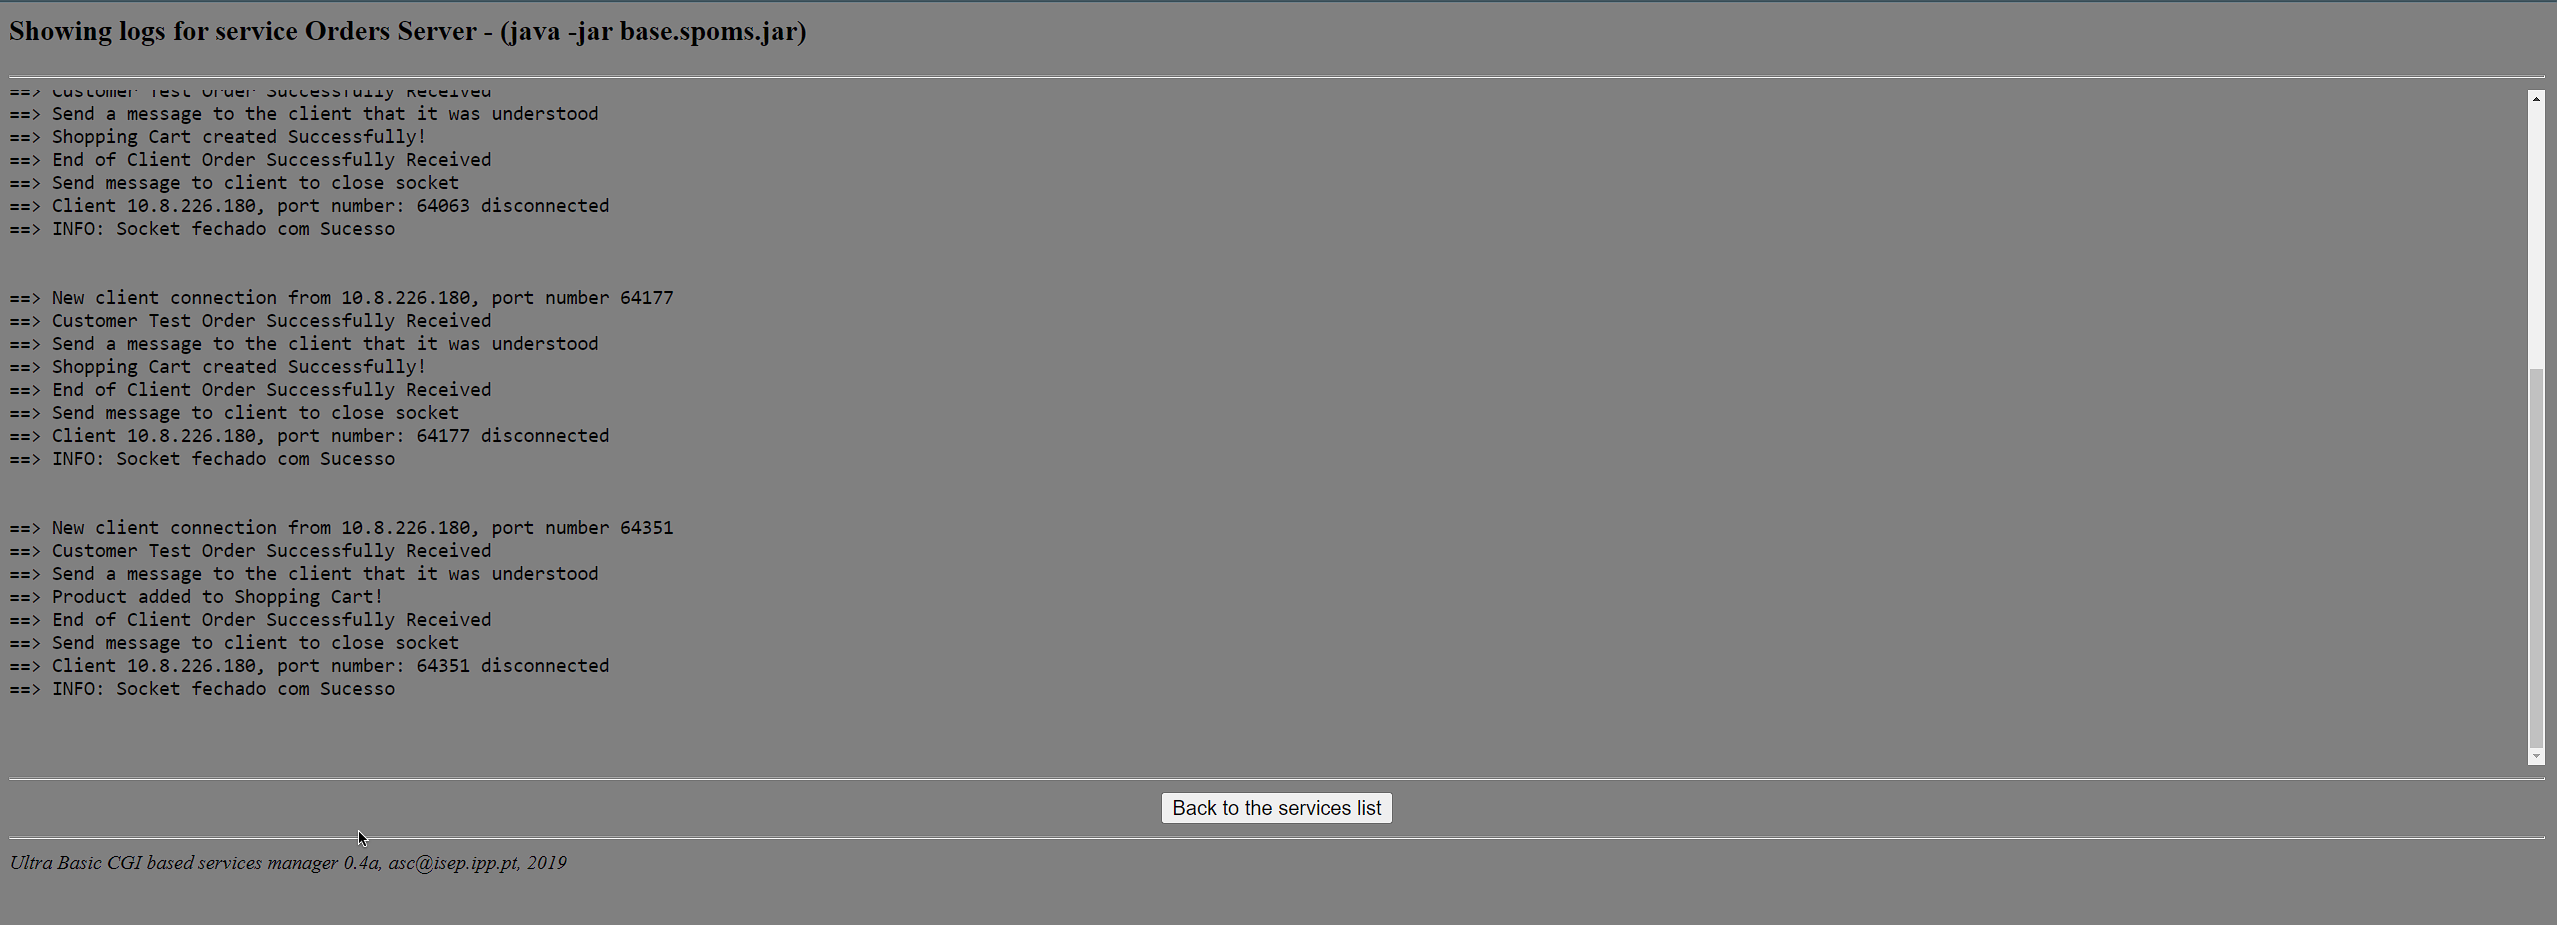 Showing logs for service Orders Server - (java -jar base.spoms.jar)
==> Customer Test Order Successfully Received
==> Send a message to the client that it was understood
==> Shopping Cart created Successfully!
==> End of Client Order Successfully Received
==> Send message to client to close socket
==> Client 10.8.226.180, port number: 64063 disconnected
==> INFO: Socket fechado com Sucesso
==> New client connection from 10.8.226.180, port number 64177
==> Customer Test Order Successfully Received
==> Send a message to the client that it was understood
==> Shopping Cart created Successfully!
==> End of Client Order Successfully Received
==> Send message to client to close socket
==> Client 10.8.226.180, port number: 64177 disconnected
==> INFO: Socket fechado com Sucesso
==> New client connection from 10.8.226.180, port number 64351
==> Customer Test Order Successfully Received
==> Send a message to the client that it was understood
==> Product added to Shopping Cart!
==> End of Client Order Successfully Received
==> Send message to client to close socket
==> Client 10.8.226.180, port number: 64351 disconnected
==> INFO: Socket fechado com Sucesso
Back to the services list
Ultra Basic CGI based services manager 0.4a, asc@isep.ipp.pt, 2019